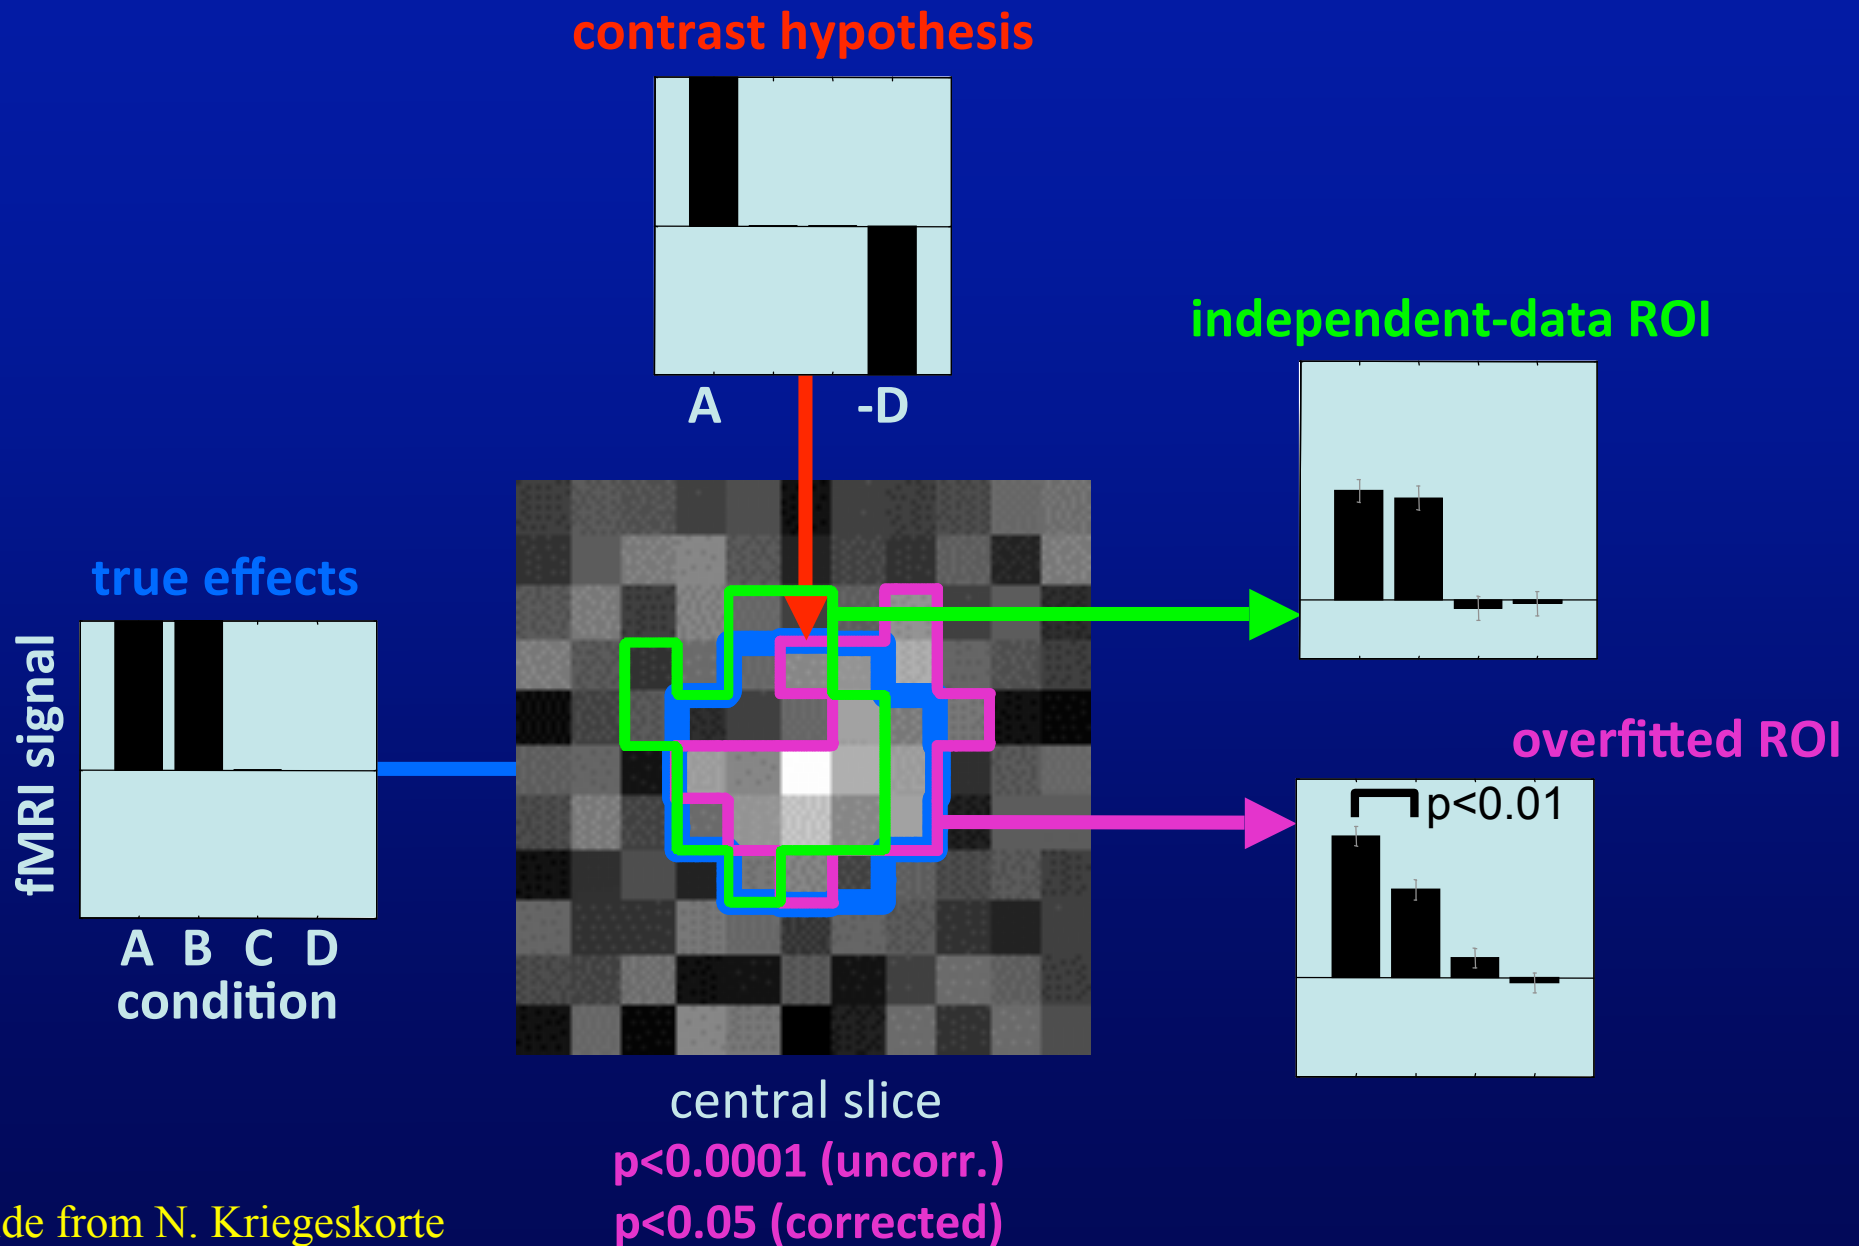 contrast hypothesis
A -D
independent-data ROI
true effects
fMRI signal
A B C D
condition
overfitted ROI
p<0.01
central slice
p<0.0001 (uncorr.)
p<0.05 (corrected)
de from N. Kriegeskorte